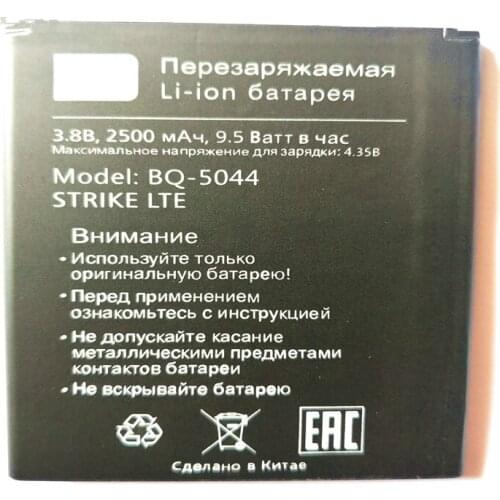 Перезаряжаемая
Li-ion батарея
3.8В, 2500 мАч, 9.5 Ватт в час
Максимальное напряжение для зарядки: 4.35В
Model: BQ-5044
STRIKE LTE
Внимание
• Используйте только
оригинальную батарею!
• Перед применением
ознакомьтесь с инструкцией
• Не допускайте касание
металлическими предметами
контактов батареи
• Не вскрывайте батарею
EAC
Сделано в Китае